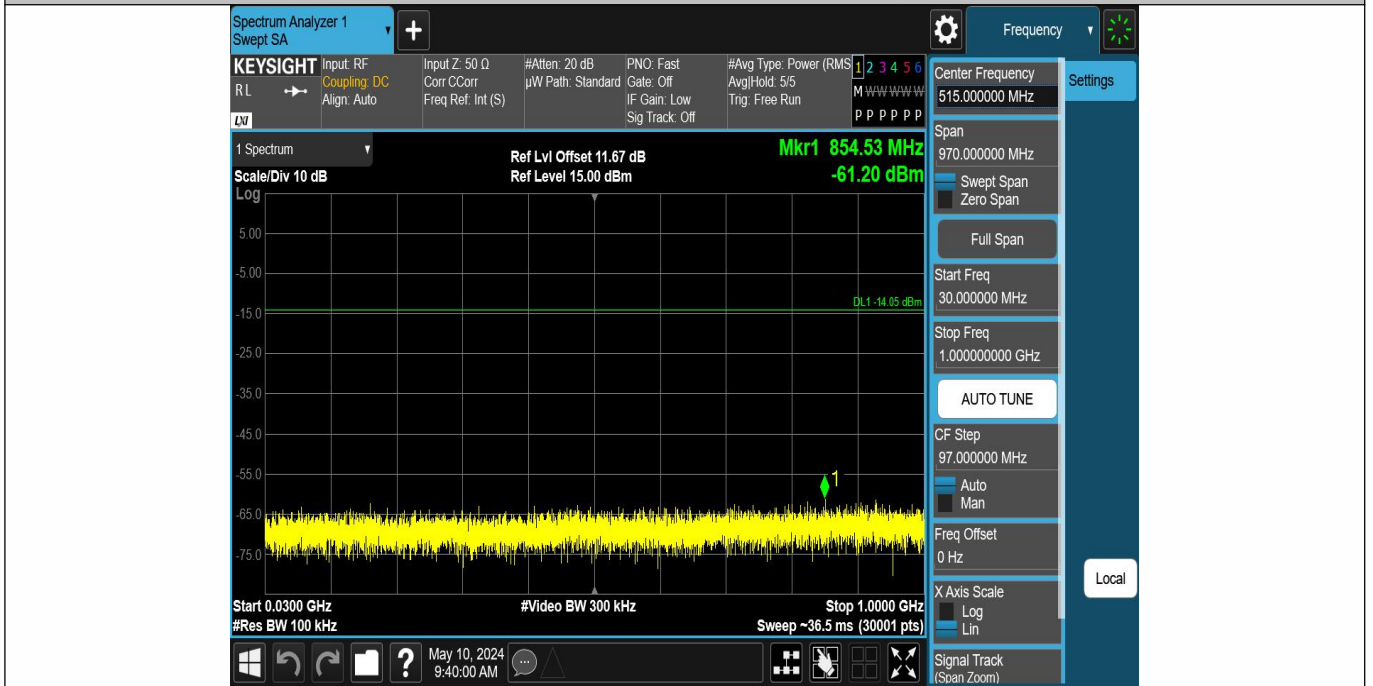 Spectrum Analyzer 1
Swept SA
+
Frequency
KEYSIGHT
RL
LXI
Input: RF
Coupling: DC
Align: Auto
Input Z: 50 Ω
Corr CCorr
Freq Ref: Int (S)
#Atten: 20 dB
µW Path: Standard
PNO: Fast
Gate: Off
IF Gain: Low
Sig Track: Off
#Avg Type: Power (RMS
Avg|Hold: 5/5
Trig: Free Run
1 2 3 4 5 6
M W W W W W
P P P P P P
Center Frequency
515.000000 MHz
Settings
1 Spectrum
Scale/Div 10 dB
Log
Ref Lvl Offset 11.67 dB
Ref Level 15.00 dBm
Mkr1 854.53 MHz
-61.20 dBm
Span
970.000000 MHz
Swept Span
Zero Span
Full Span
5.00
-5.00
-15.0
-25.0
-35.0
-45.0
-55.0
-65.0
-75.0
DL1 -14.05 dBm
1
Start Freq
30.000000 MHz
Stop Freq
1.000000000 GHz
AUTO TUNE
CF Step
97.000000 MHz
Auto
Man
Freq Offset
0 Hz
Local
X Axis Scale
Log
Lin
Start 0.0300 GHz
#Res BW 100 kHz
#Video BW 300 kHz
Stop 1.0000 GHz
Sweep ~36.5 ms (30001 pts)
?
May 10, 2024
9:40:00 AM
Signal Track
(Span Zoom)